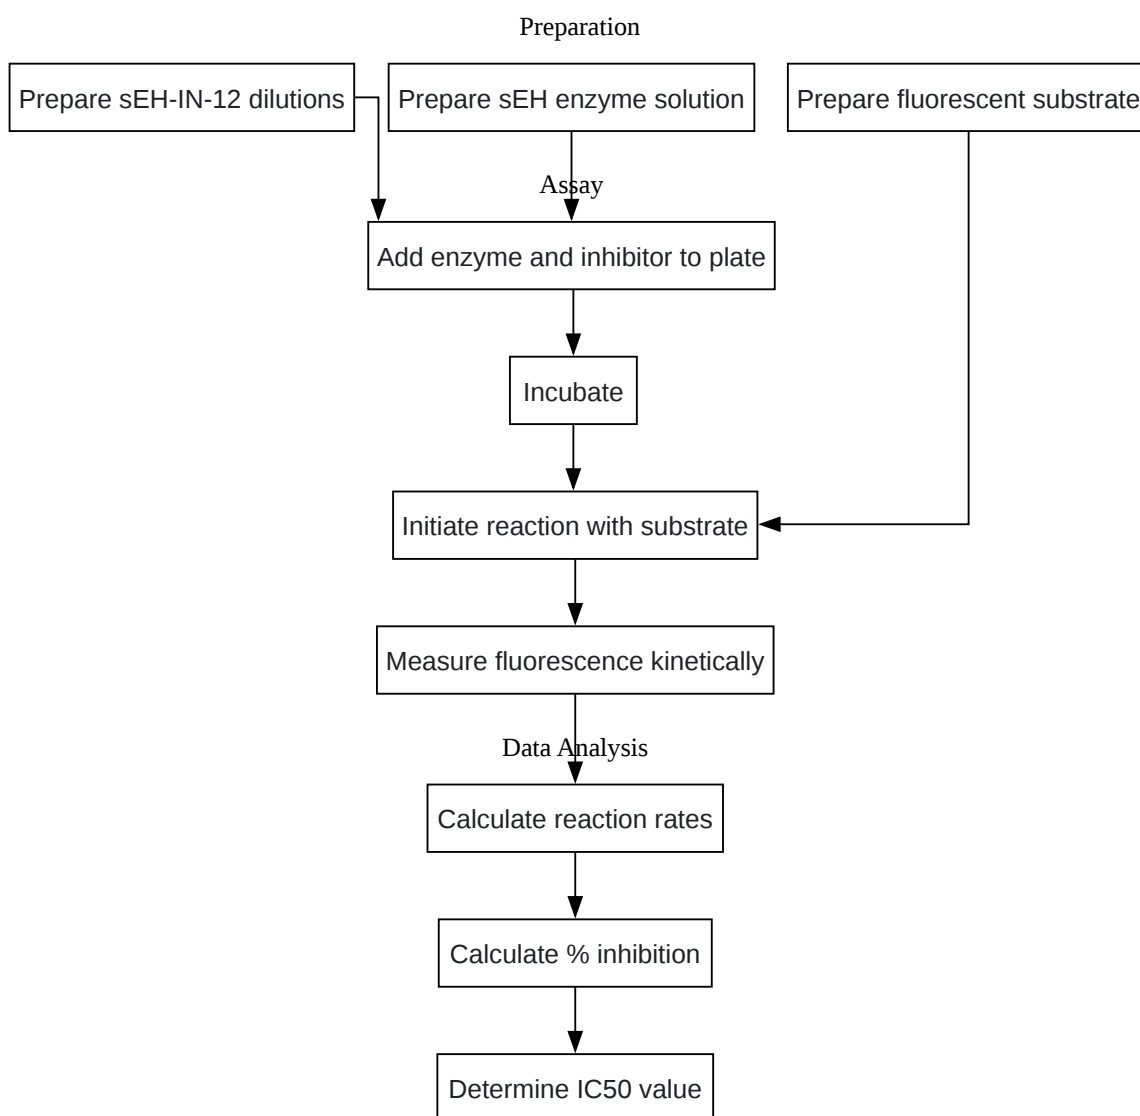 Preparation
Prepare sEH-IN-12 dilutions
Prepare sEH enzyme solution
Prepare fluorescent substrate
Assay
Add enzyme and inhibitor to plate
Incubate
Initiate reaction with substrate
Measure fluorescence kinetically
Data Analysis
Calculate reaction rates
Calculate % inhibition
Determine IC50 value